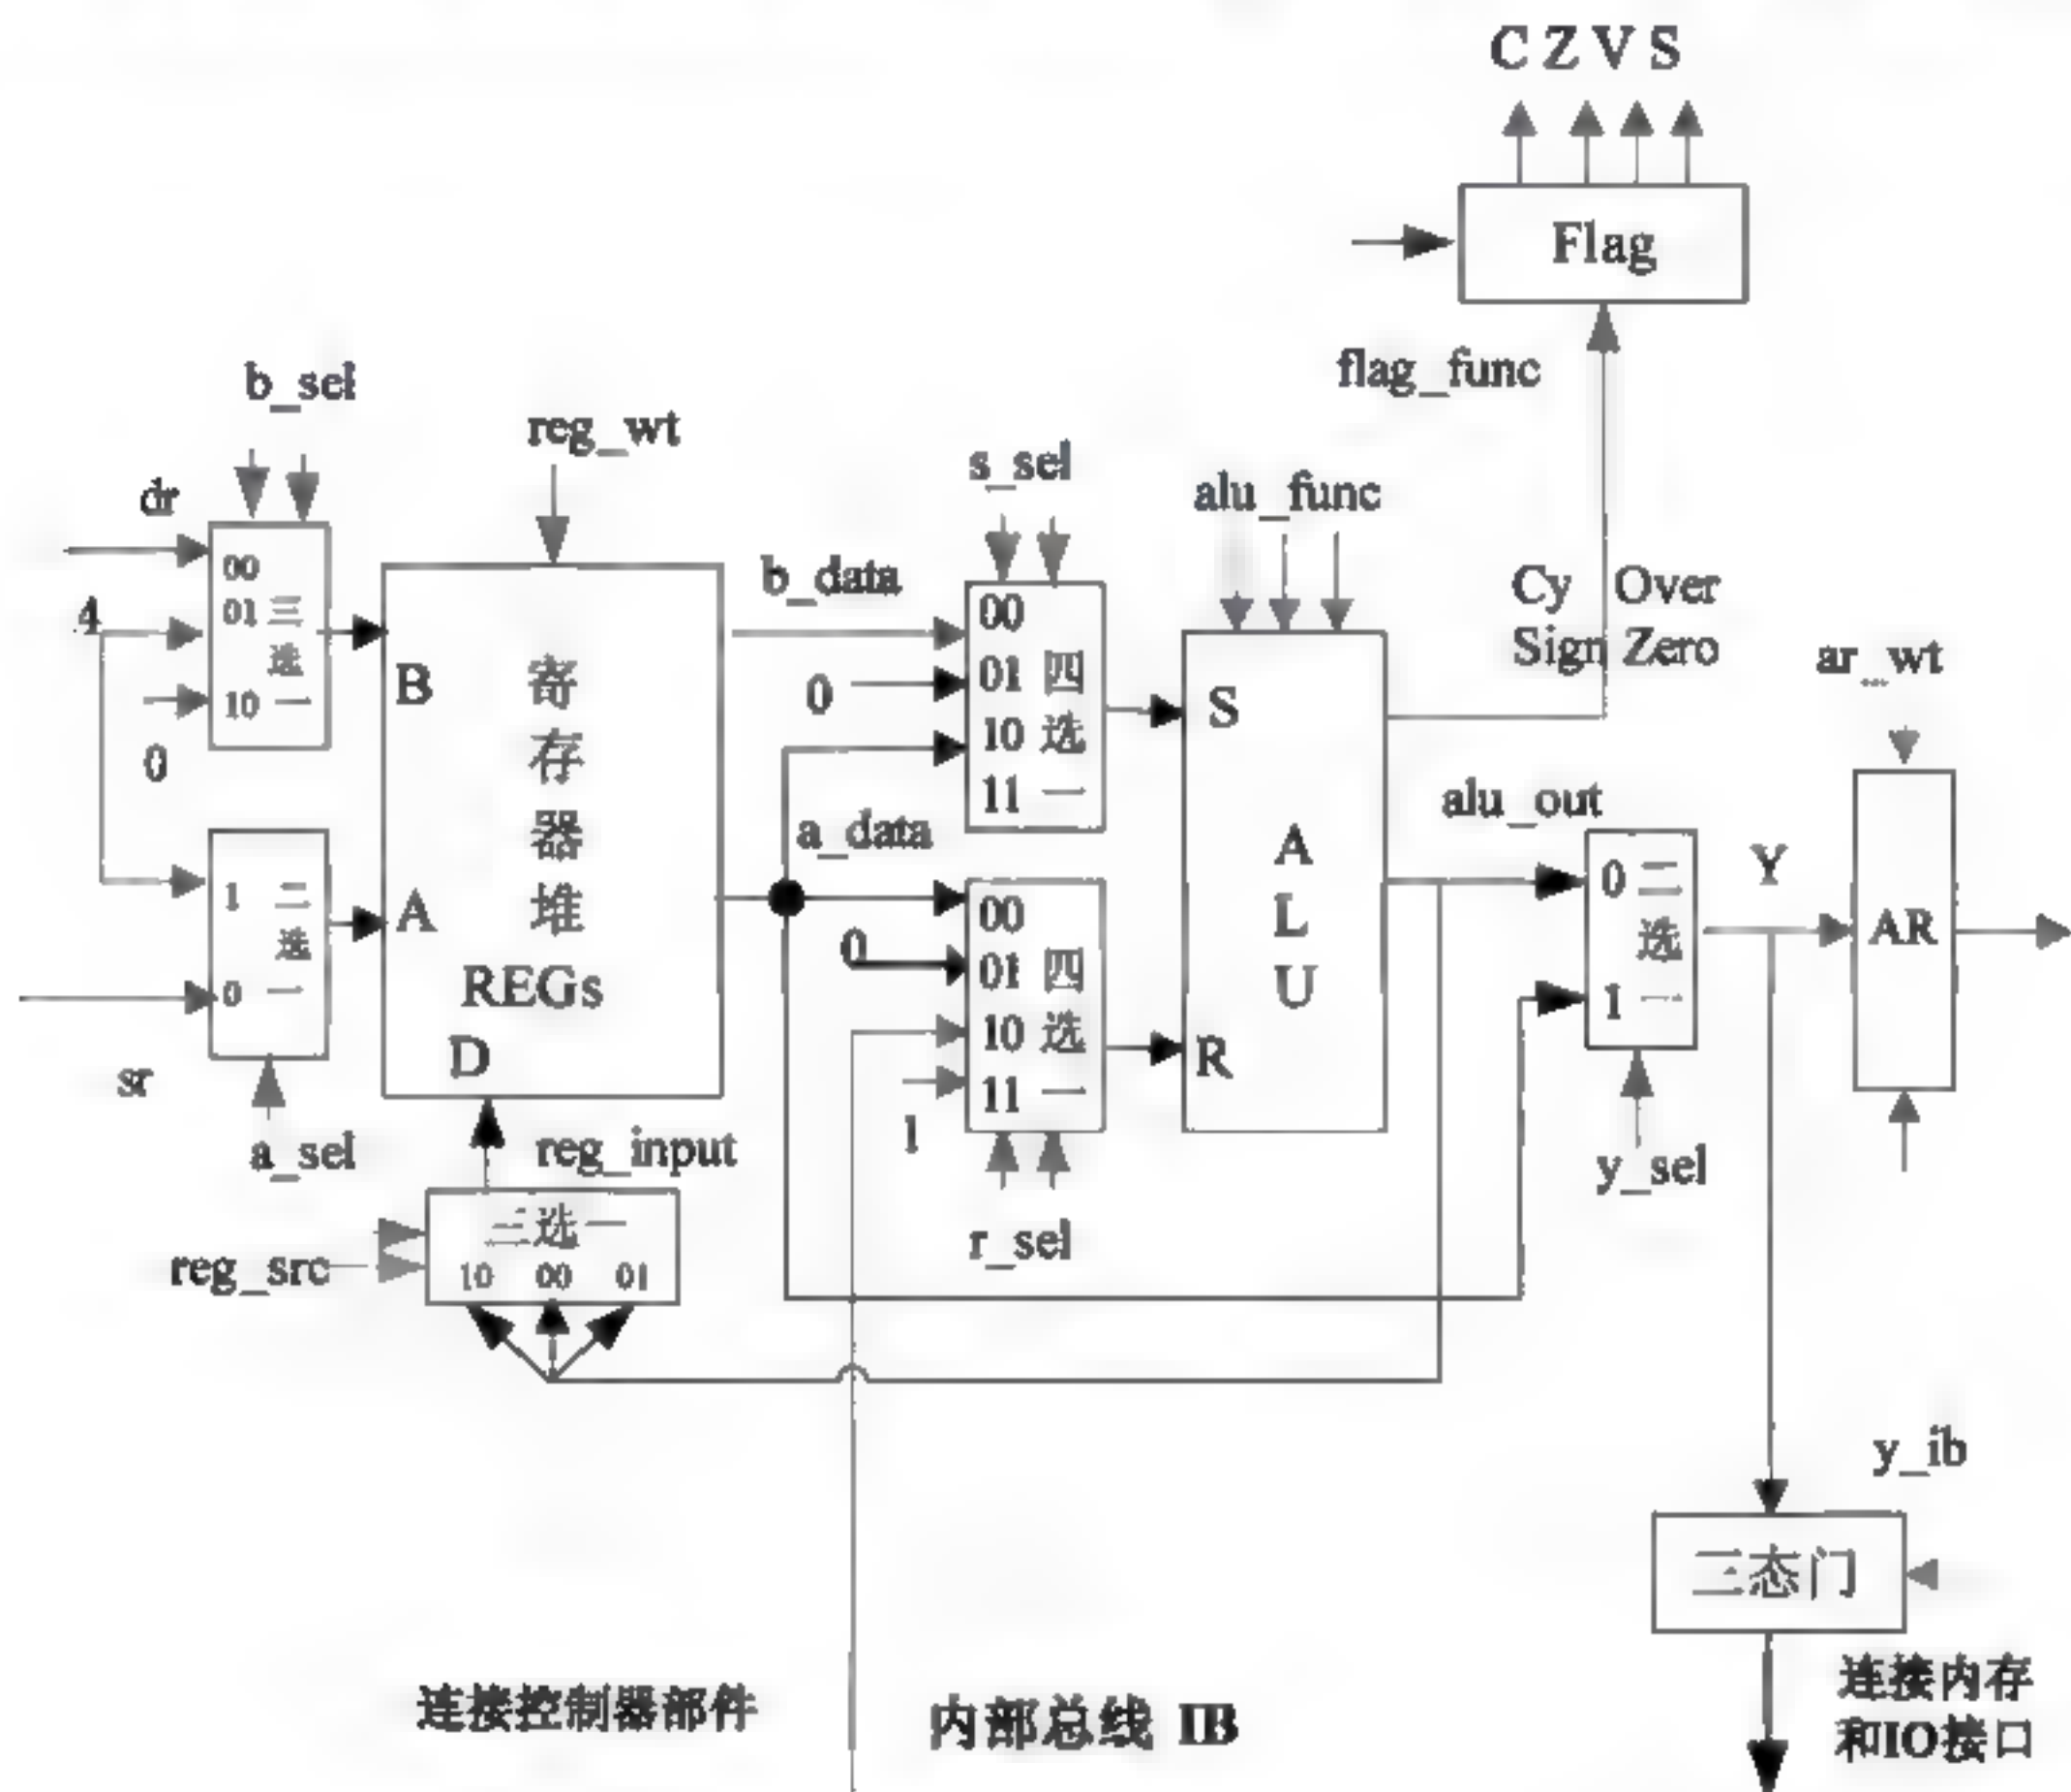 C Z V S
Flag
flag_func
b_sel
reg_wt
s_sel
alu_func
dr
00
01 三
选
10 一
4
0
B
寄
存
器
堆
REGs
A
D
b_data
0
00
01 四
10 选
11 一
S
A
L
U
R
Cy Over
Sign Zero
ar_wt
1 二
选
0 一
sr
a_sel
a_data
0
00
01 四
10 选
11 一
1
r_sel
alu_out
0 二
选
1 一
Y
AR
y_sel
reg_input
reg_src
三选一
10 00 01
y_ib
三态门
连接控制器部件
内部总线 IB
连接内存
和IO接口